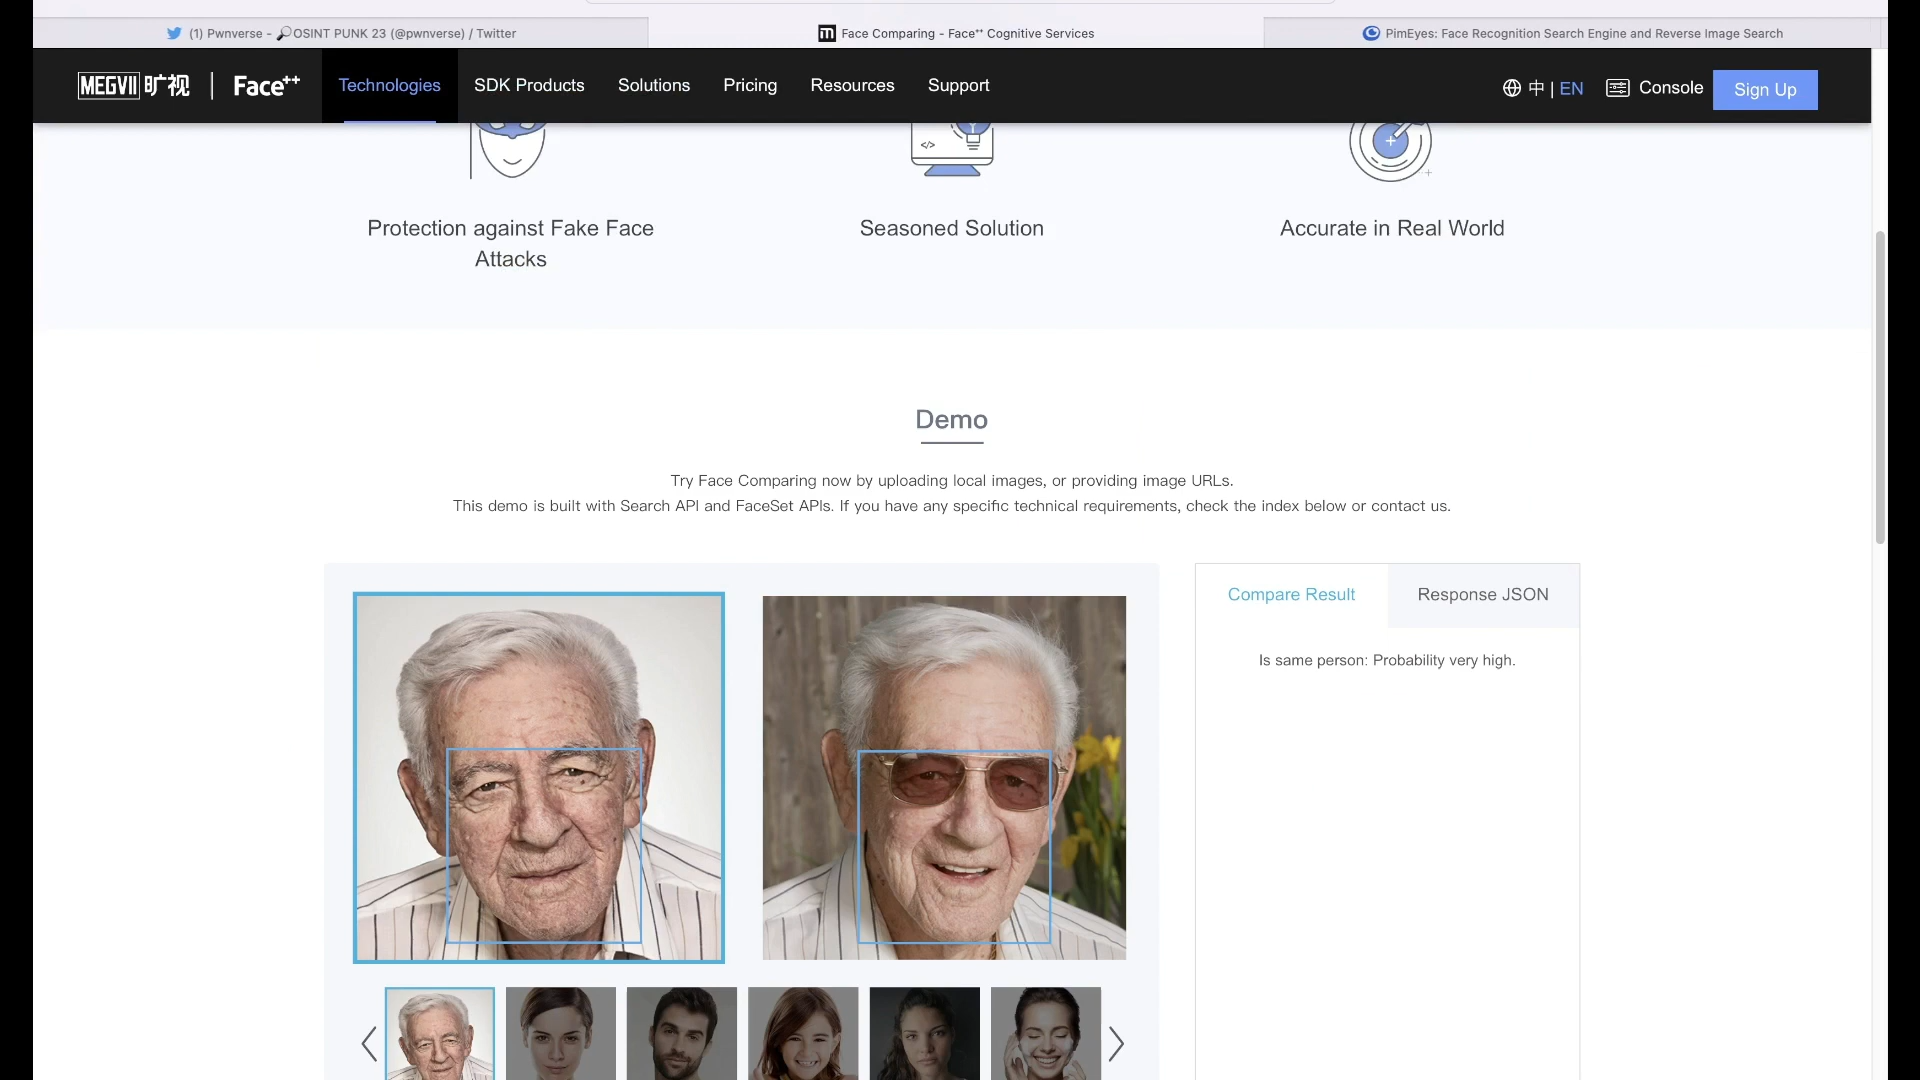 (1) Pwnverse - 🔎OSINT PUNK 23 (@pwnverse) / Twitter
Face Comparing - Face⁺⁺ Cognitive Services
PimEyes: Face Recognition Search Engine and Reverse Image Search
MEGVII 旷视 | Face⁺⁺
Technologies
SDK Products
Solutions
Pricing
Resources
Support
中 | EN
Console
Sign Up
</>
Protection against Fake Face
Attacks
Seasoned Solution
Accurate in Real World
Demo
Try Face Comparing now by uploading local images, or providing image URLs.
This demo is built with Search API and FaceSet APIs. If you have any specific technical requirements, check the index below or contact us.
Compare Result
Response JSON
Is same person: Probability very high.